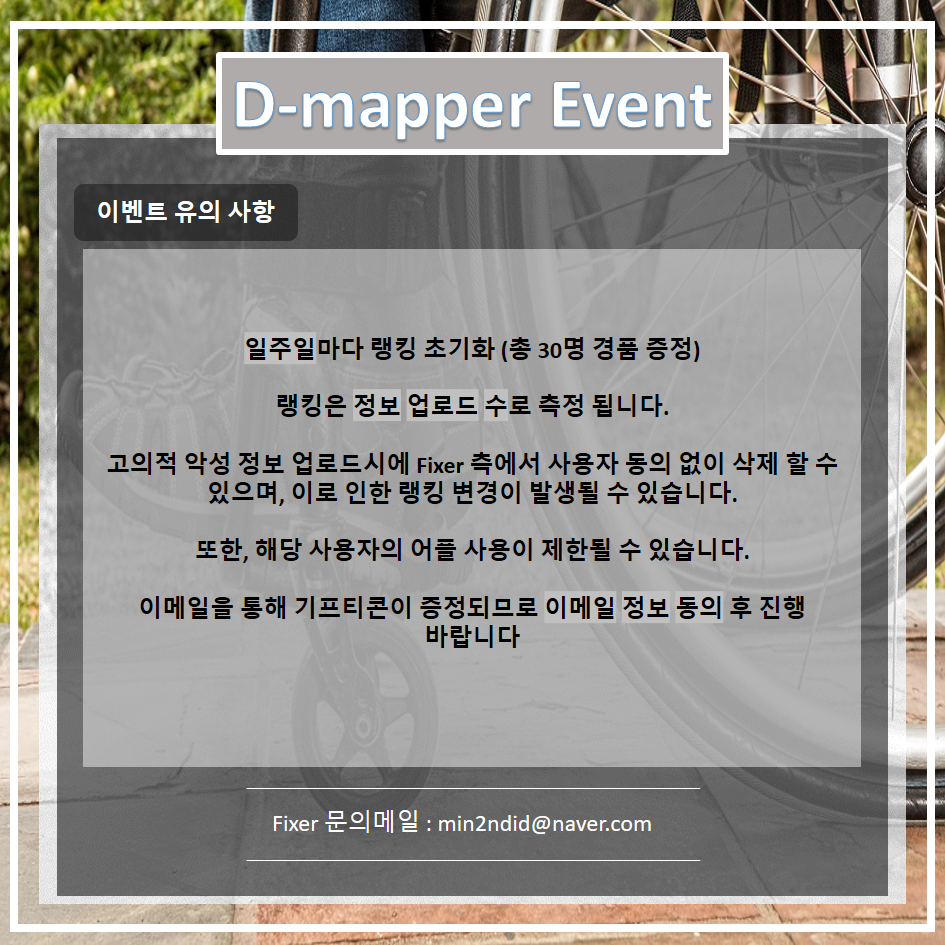 D-mapper Event
이벤트 유의 사항
일주일마다 랭킹 초기화 (총 30명 경품 증정)
랭킹은 정보 업로드 수로 측정 됩니다.
고의적 악성 정보 업로드시에 Fixer 측에서 사용자 동의 없이 삭제 할 수
있으며, 이로 인한 랭킹 변경이 발생될 수 있습니다.
또한, 해당 사용자의 어플 사용이 제한될 수 있습니다.
이메일을 통해 기프티콘이 증정되므로 이메일 정보 동의 후 진행
바랍니다
Fixer 문의메일 : min2ndid@naver.com